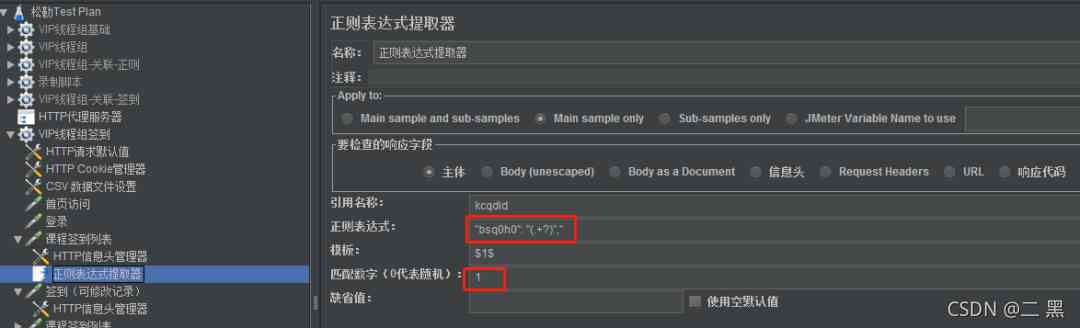 松勤Test Plan
VIP线程组基础
VIP线程组
VIP线程组-关联-正则
录制脚本
VIP线程组-关联-签到
HTTP代理服务器
VIP线程组签到
HTTP请求默认值
HTTP Cookie管理器
CSV 数据文件设置
首页访问
登录
课程签到列表
HTTP信息头管理器
正则表达式提取器
签到（可修改记录）
HTTP信息头管理器
课程签到列表
正则表达式提取器
名称： 正则表达式提取器
注释：
Apply to:
Main sample and sub-samples Main sample only Sub-samples only JMeter Variable Name to use
要检查的响应字段
主体 Body (unescaped) Body as a Document 信息头 Request Headers URL 响应代码
引用名称： kcqdid
正则表达式： "bsq0h0": "(.+?)","
模板： $1$
匹配数字（0代表随机）： 1
缺省值： 使用空默认值
CSDN @二 黑